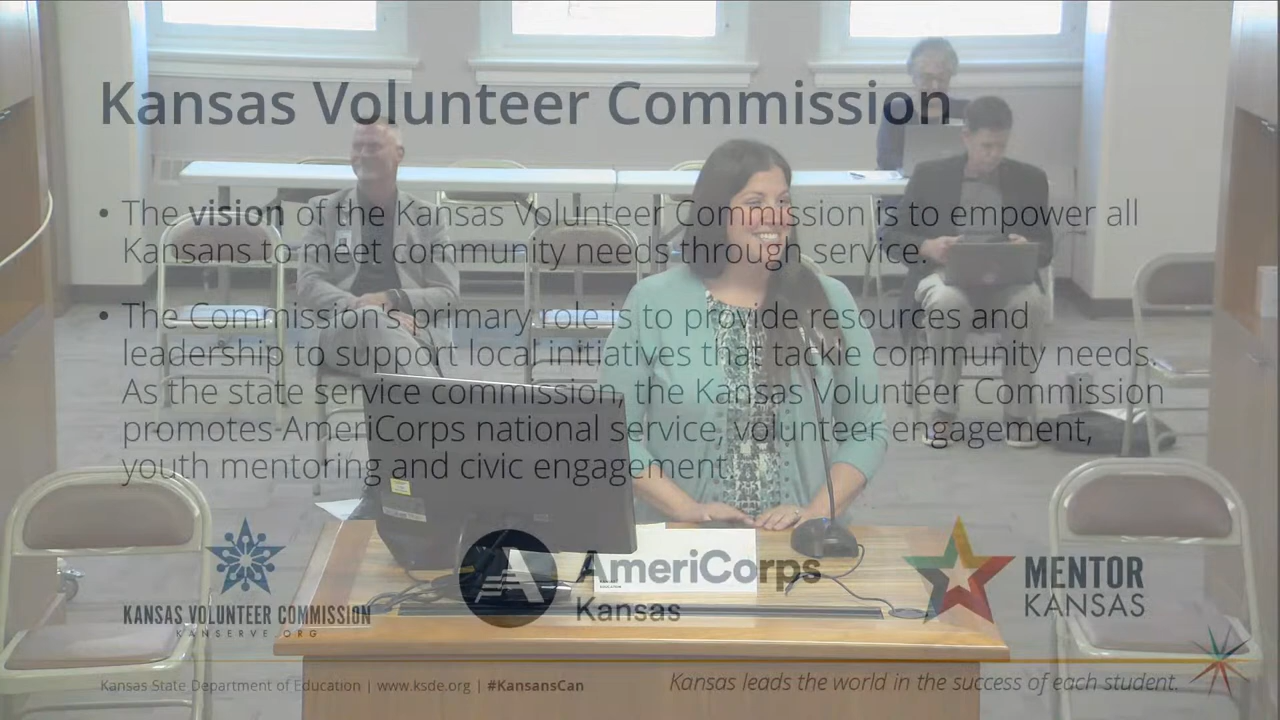 Kansas Volunteer Commission
• The vision of the Kansas Volunteer Commission is to empower all
Kansans to meet community needs through service.
• The Commission's primary role is to provide resources and
leadership to support local initiatives that tackle community needs.
As the state service commission, the Kansas Volunteer Commission
promotes AmeriCorps national service, volunteer engagement,
youth mentoring and civic engagement.
KANSAS VOLUNTEER COMMISSION
KANSERVE.ORG
AmeriCorps
Kansas
MENTOR
KANSAS
Kansas State Department of Education | www.ksde.org | #KansansCan
Kansas leads the world in the success of each student.